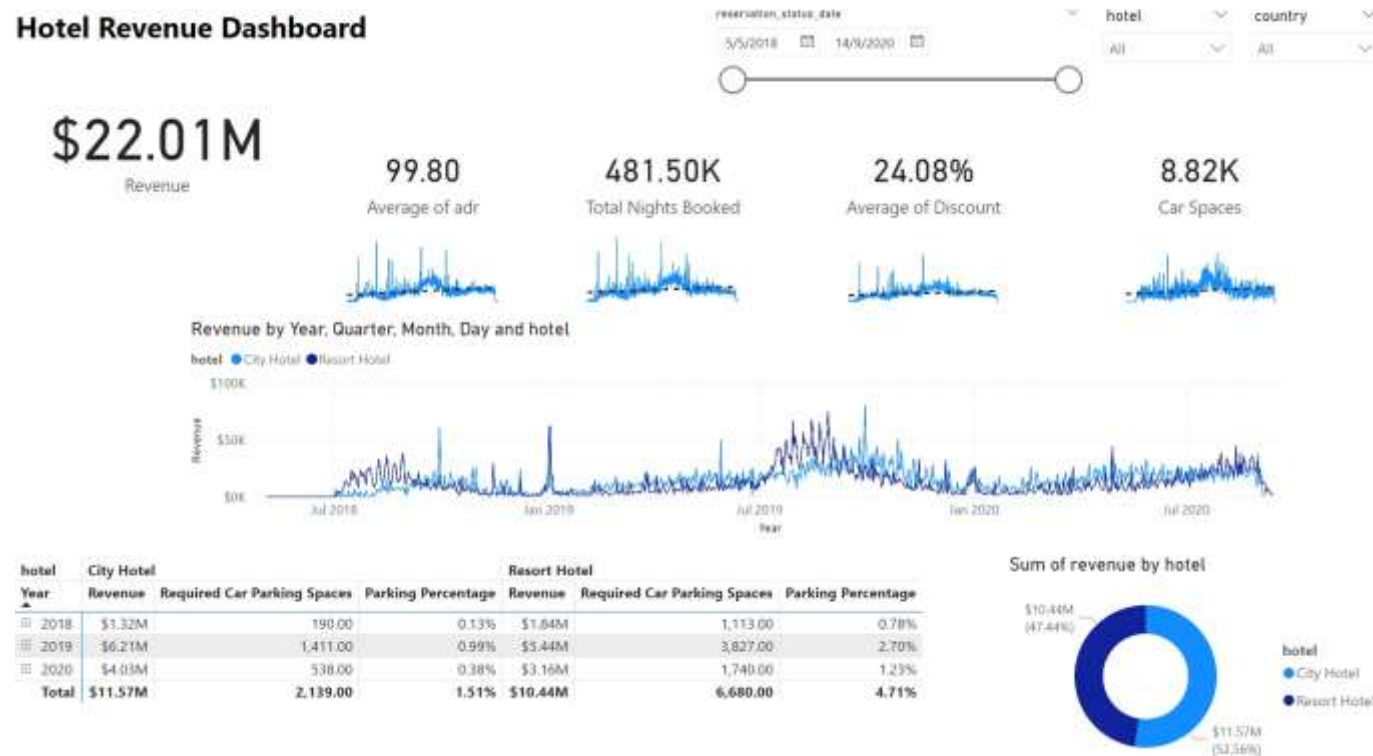 Hotel Revenue Dashboard
reservation_status_date
hotel
country
5/5/2018
14/9/2020
All
All
$22.01M
Revenue
99.80
Average of adr
481.50K
Total Nights Booked
24.08%
Average of Discount
8.82K
Car Spaces
Revenue by Year, Quarter, Month, Day and hotel
hotel City Hotel Resort Hotel
$100K
$50K
$0K
Revenue
Jul 2018 Jan 2019 Jul 2019 Jan 2020 Jul 2020
Year
hotel City Hotel Resort Hotel
Year Revenue Required Car Parking Spaces Parking Percentage Revenue Required Car Parking Spaces Parking Percentage
2018 $1.32M 190.00 0.13% $1.84M 1,113.00 0.78%
2019 $6.21M 1,411.00 0.99% $5.44M 3,827.00 2.70%
2020 $4.03M 538.00 0.38% $3.16M 1,740.00 1.23%
Total $11.57M 2,139.00 1.51% $10.44M 6,680.00 4.71%
Sum of revenue by hotel
$10.44M
(47.44%)
hotel
City Hotel
Resort Hotel
$11.57M
(52.56%)